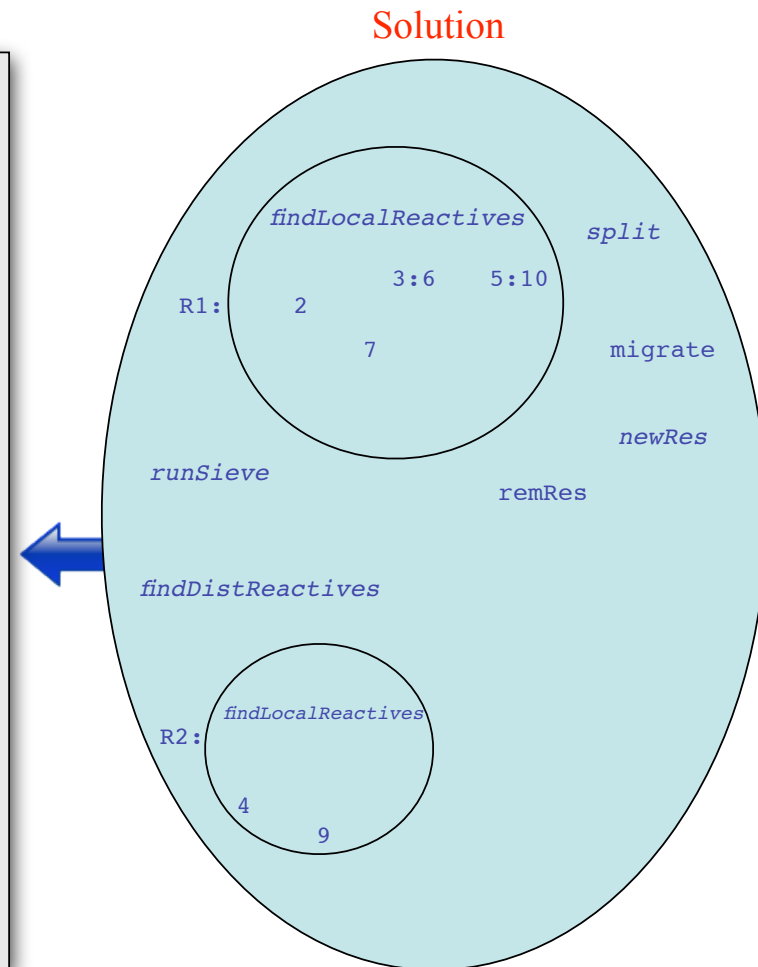 Solution
findLocalReactives
split
3:6 5:10
R1: 2
7
migrate
newRes
runSieve
remRes
findDistReactives
findLocalReactives
R2:
4
9